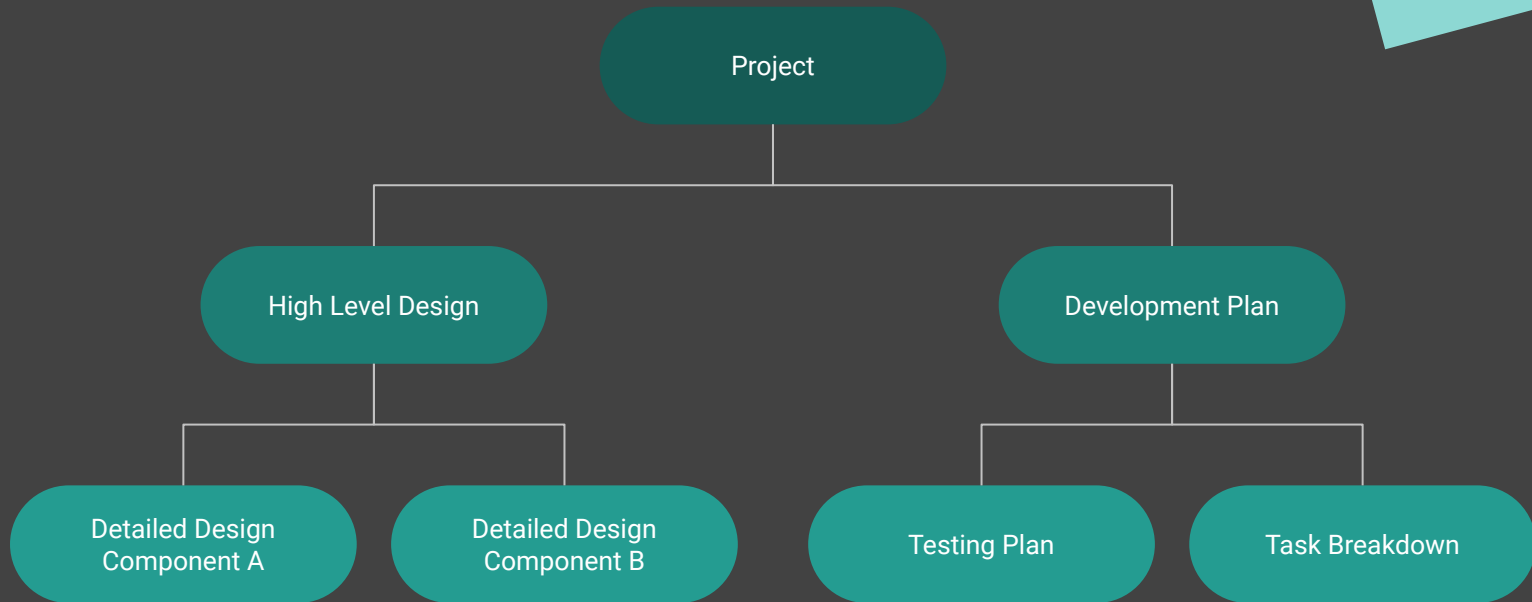 Project
High Level Design
Development Plan
Detailed Design
Component A
Detailed Design
Component B
Testing Plan
Task Breakdown